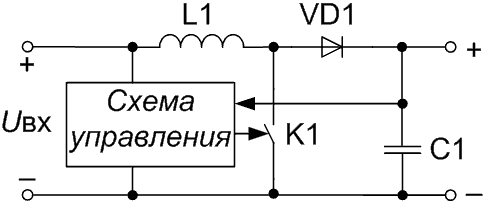 L1 VD1
+ +
Схема
Uвх управления K1 C1
– –